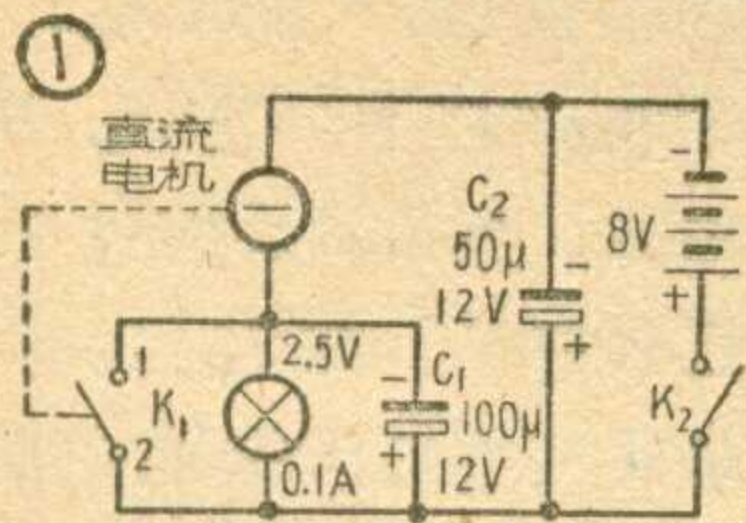 ①
直流
电机
C₂
50μ
12V
-
+
8V
-
+
1
2
K₁
2.5V
0.1A
-
+
C₁
100μ
12V
K₂